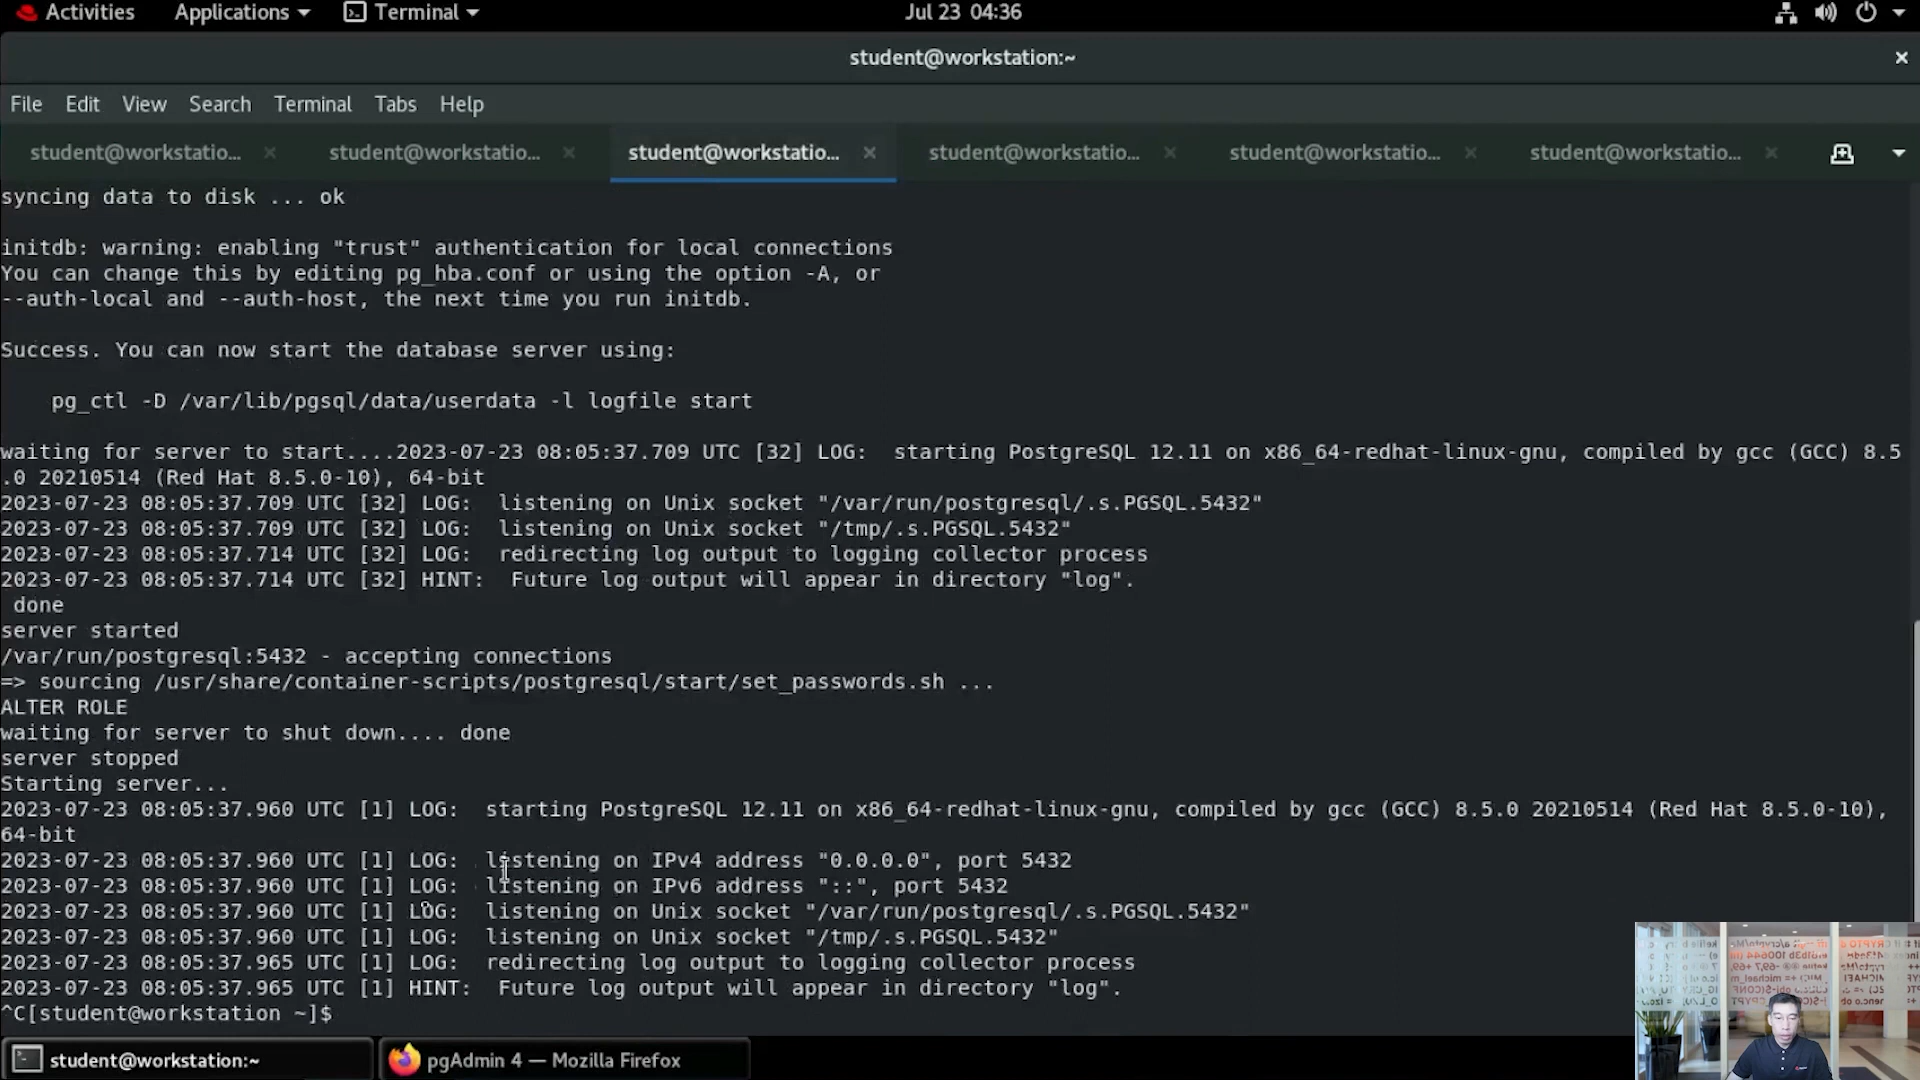 Activities Applications Terminal Jul 23 04:36
student@workstation:~
File Edit View Search Terminal Tabs Help
student@workstatio... student@workstatio... student@workstatio... student@workstatio... student@workstatio... student@workstatio...
syncing data to disk ... ok
initdb: warning: enabling "trust" authentication for local connections
You can change this by editing pg_hba.conf or using the option -A, or
--auth-local and --auth-host, the next time you run initdb.
Success. You can now start the database server using:
pg_ctl -D /var/lib/pgsql/data/userdata -l logfile start
waiting for server to start....2023-07-23 08:05:37.709 UTC [32] LOG:  starting PostgreSQL 12.11 on x86_64-redhat-linux-gnu, compiled by gcc (GCC) 8.5
.0 20210514 (Red Hat 8.5.0-10), 64-bit
2023-07-23 08:05:37.709 UTC [32] LOG:  listening on Unix socket "/var/run/postgresql/.s.PGSQL.5432"
2023-07-23 08:05:37.709 UTC [32] LOG:  listening on Unix socket "/tmp/.s.PGSQL.5432"
2023-07-23 08:05:37.714 UTC [32] LOG:  redirecting log output to logging collector process
2023-07-23 08:05:37.714 UTC [32] HINT:  Future log output will appear in directory "log".
done
server started
/var/run/postgresql:5432 - accepting connections
=> sourcing /usr/share/container-scripts/postgresql/start/set_passwords.sh ...
ALTER ROLE
waiting for server to shut down.... done
server stopped
Starting server...
2023-07-23 08:05:37.960 UTC [1] LOG:  starting PostgreSQL 12.11 on x86_64-redhat-linux-gnu, compiled by gcc (GCC) 8.5.0 20210514 (Red Hat 8.5.0-10),
64-bit
2023-07-23 08:05:37.960 UTC [1] LOG:  listening on IPv4 address "0.0.0.0", port 5432
2023-07-23 08:05:37.960 UTC [1] LOG:  listening on IPv6 address "::", port 5432
2023-07-23 08:05:37.960 UTC [1] LOG:  listening on Unix socket "/var/run/postgresql/.s.PGSQL.5432"
2023-07-23 08:05:37.960 UTC [1] LOG:  listening on Unix socket "/tmp/.s.PGSQL.5432"
2023-07-23 08:05:37.965 UTC [1] LOG:  redirecting log output to logging collector process
2023-07-23 08:05:37.965 UTC [1] HINT:  Future log output will appear in directory "log".
^C[student@workstation ~]$
student@workstation:~ pgAdmin 4 — Mozilla Firefox